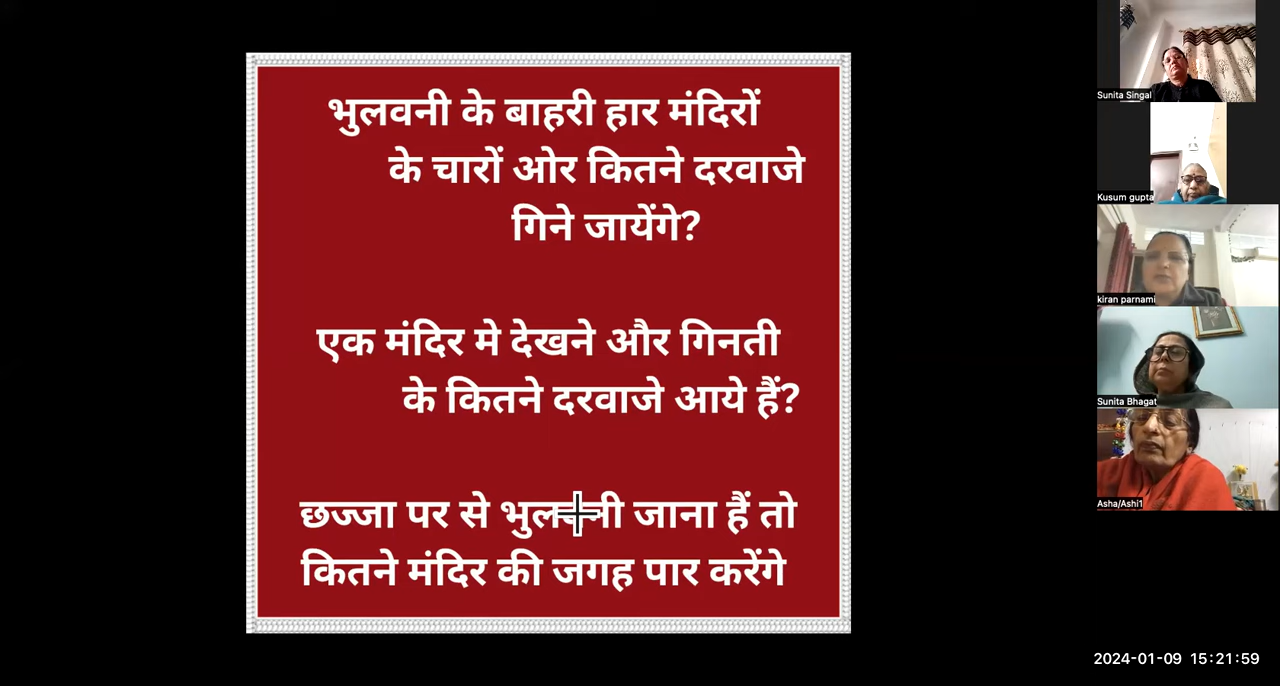 भुलवनी के बाहरी हार मंदिरों
के चारों ओर कितने दरवाजे
गिने जायेंगे?
एक मंदिर मे देखने और गिनती
के कितने दरवाजे आये हैं?
छज्जा पर से भुलवनी जाना हैं तो
कितने मंदिर की जगह पार करेंगे
Sunita Singal
Kusum gupta
kiran parnami
Sunita Bhagat
Asha/Ashi1
2024-01-09 15:21:59